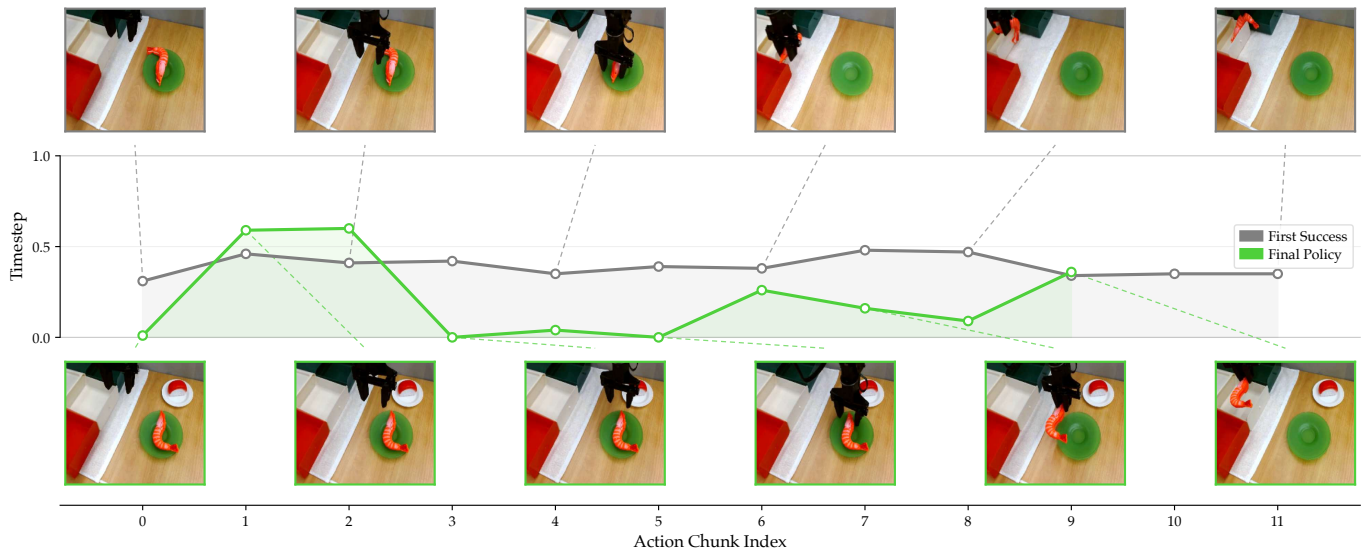 1.0
0.5
0.0
Timestep
First Success
Final Policy
0 1 2 3 4 5 6 7 8 9 10 11
Action Chunk Index